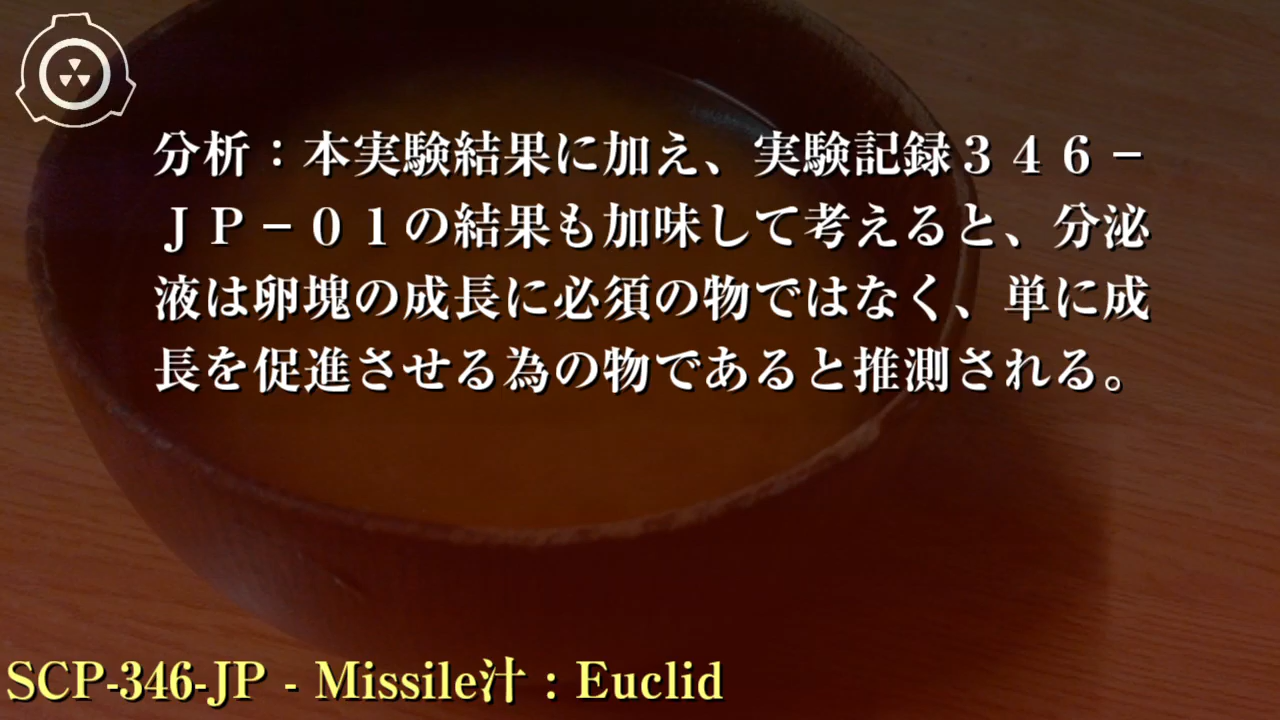 分析：本実験結果に加え、実験記録３４６－
ＪＰ－０１の結果も加味して考えると、分泌
液は卵塊の成長に必須の物ではなく、単に成
長を促進させる為の物であると推測される。
SCP-346-JP - Missile汁：Euclid